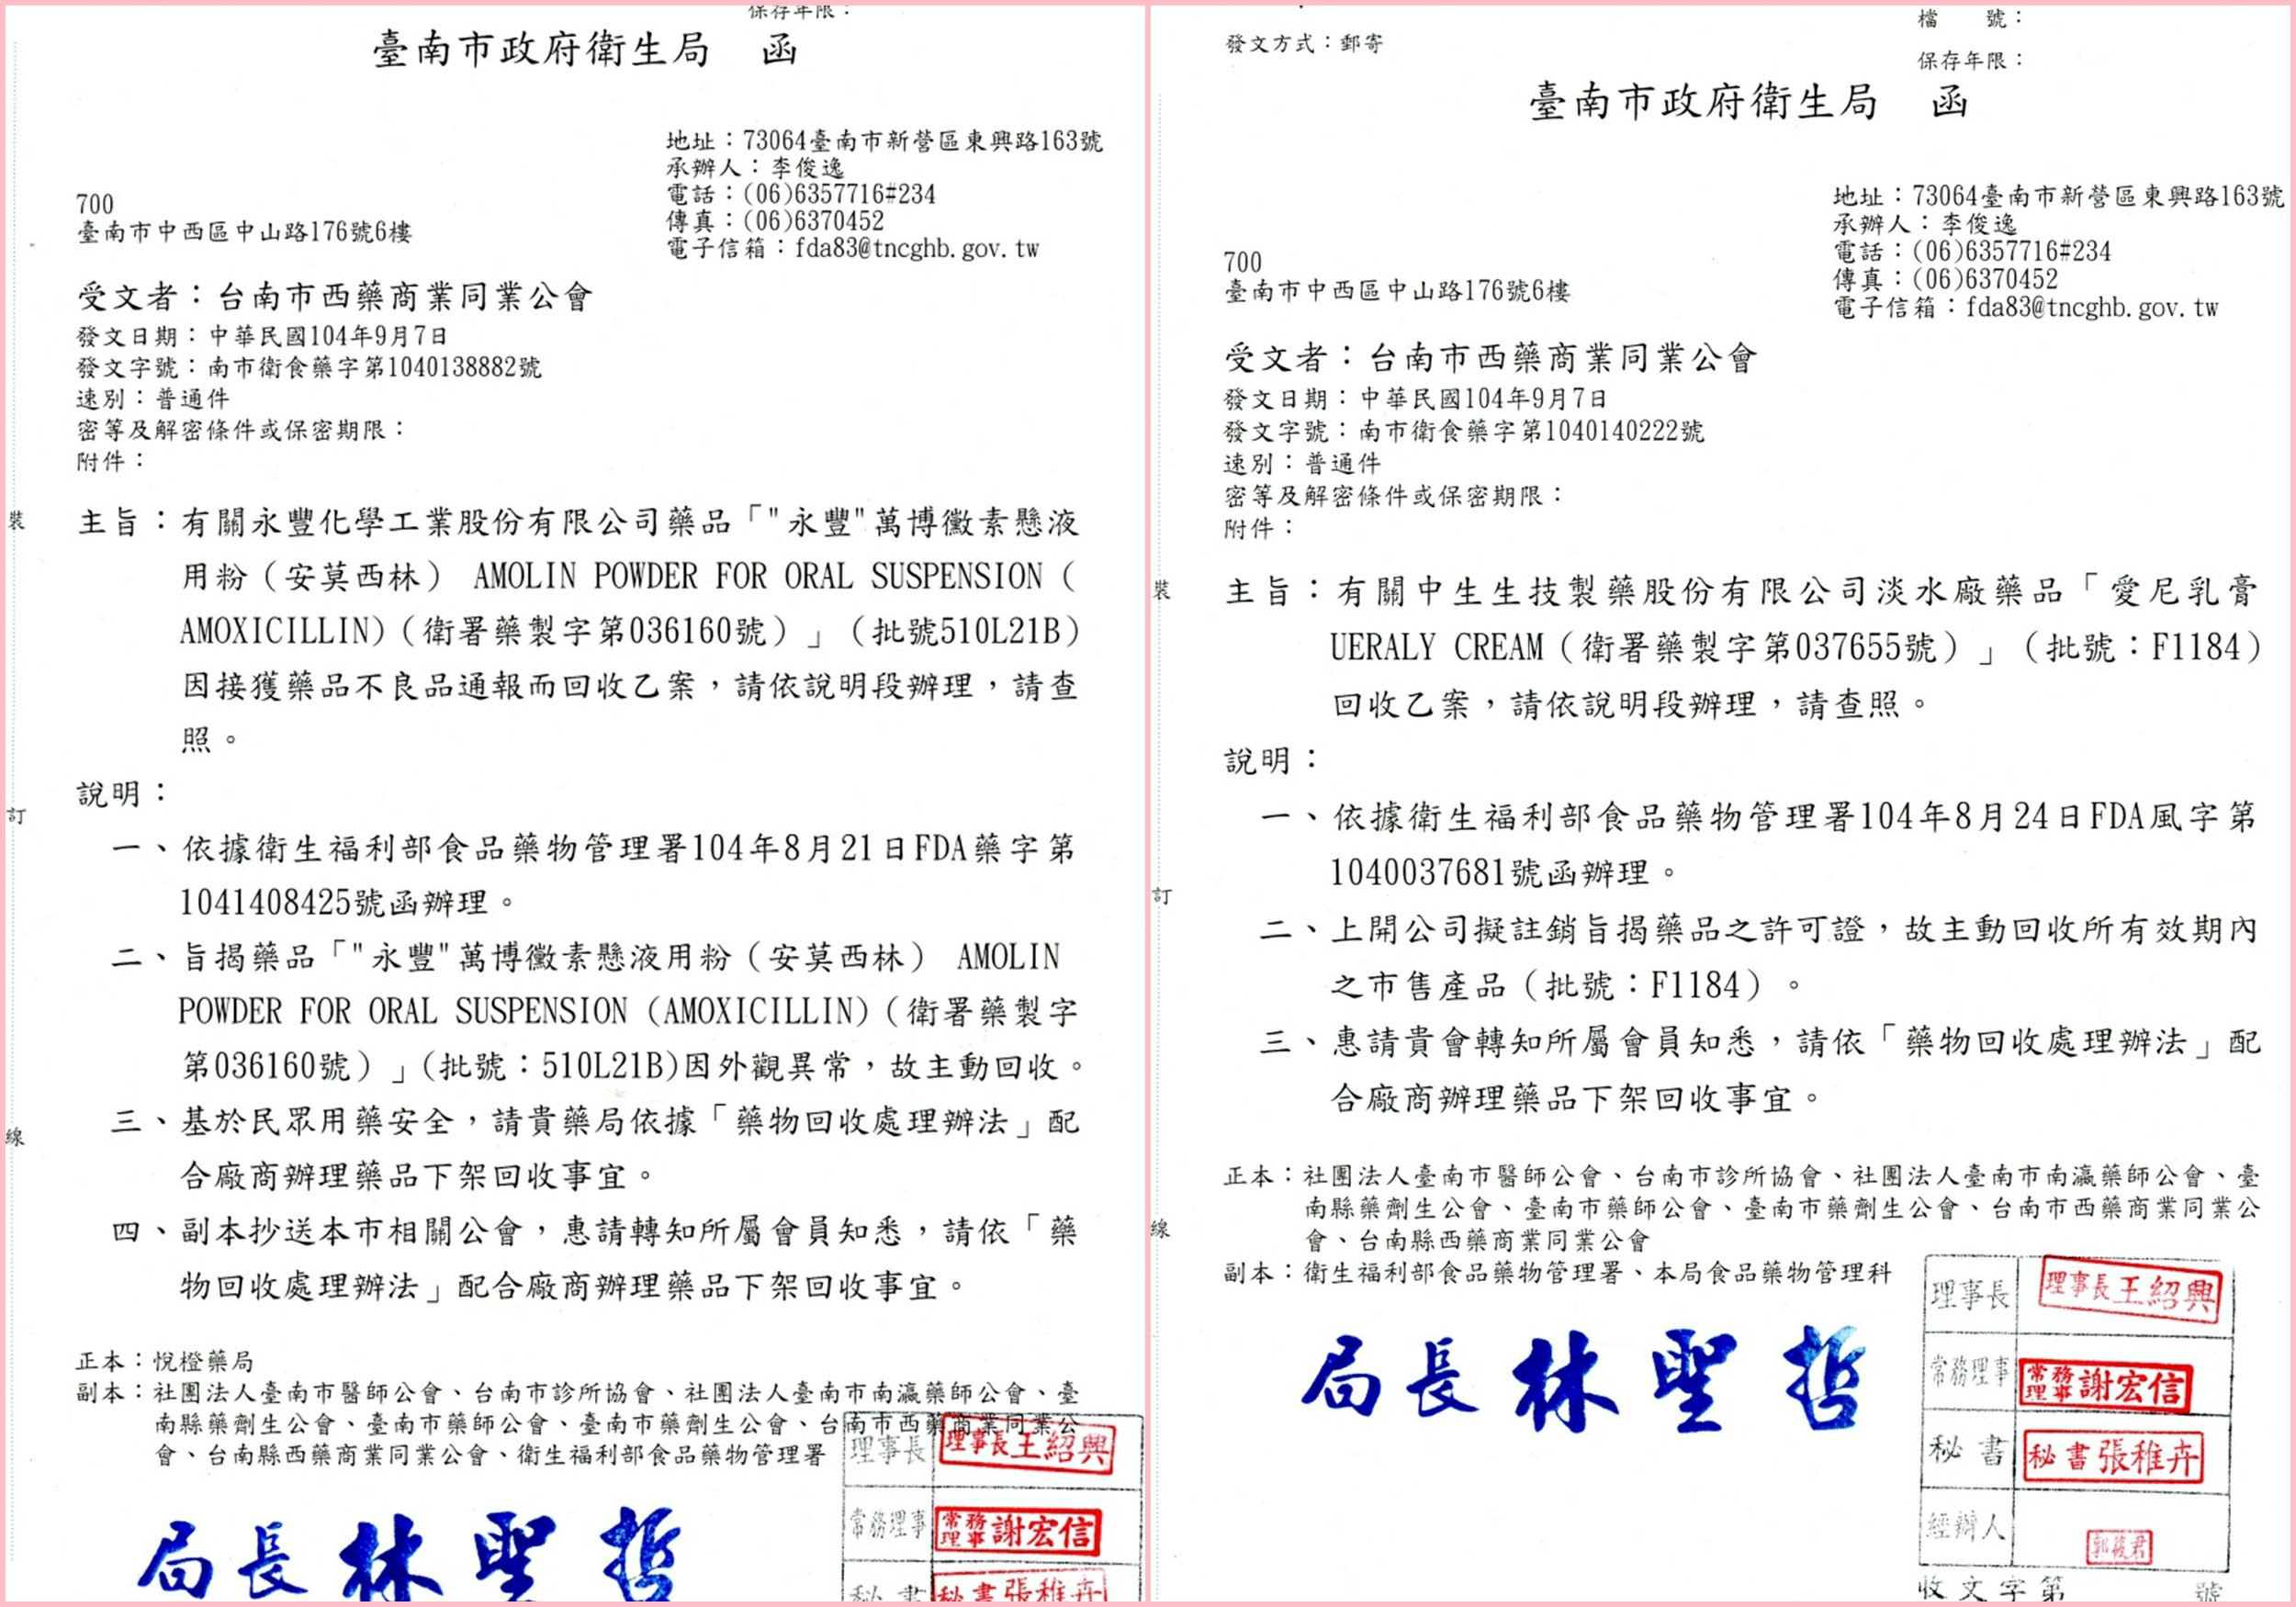 保存年限：
臺南市政府衛生局　函
地址：73064臺南市新營區東興路163號
承辦人：李俊逸
電話：(06)6357716#234
傳真：(06)6370452
電子信箱：fda83@tncghb.gov.tw
700
臺南市中西區中山路176號6樓
受文者：台南市西藥商業同業公會
發文日期：中華民國104年9月7日
發文字號：南市衛食藥字第1040138882號
速別：普通件
密等及解密條件或保密期限：
附件：
主旨：有關永豐化學工業股份有限公司藥品「"永豐"萬博黴素懸液
用粉（安莫西林） AMOLIN POWDER FOR ORAL SUSPENSION（
AMOXICILLIN)（衛署藥製字第036160號）」（批號510L21B）
因接獲藥品不良品通報而回收乙案，請依說明段辦理，請查
照。
說明：
一、依據衛生福利部食品藥物管理署104年8月21日FDA藥字第
1041408425號函辦理。
二、旨揭藥品「"永豐"萬博黴素懸液用粉（安莫西林） AMOLIN
POWDER FOR ORAL SUSPENSION（AMOXICILLIN)（衛署藥製字
第036160號）」(批號：510L21B)因外觀異常，故主動回收。
三、基於民眾用藥安全，請貴藥局依據「藥物回收處理辦法」配
合廠商辦理藥品下架回收事宜。
四、副本抄送本市相關公會，惠請轉知所屬會員知悉，請依「藥
物回收處理辦法」配合廠商辦理藥品下架回收事宜。
正本：悅橙藥局
副本：社團法人臺南市醫師公會、台南市診所協會、社團法人臺南市南瀛藥師公會、臺
南縣藥劑生公會、臺南市藥師公會、臺南市藥劑生公會、台南市西藥商業同業公
會、台南縣西藥商業同業公會、衛生福利部食品藥物管理署
理事長 理事長王紹興
常務理事 常務理事謝宏信
秘書 秘書張稚卉
局長林聖哲
裝
訂
線
檔　號：
保存年限：
發文方式：郵寄
臺南市政府衛生局　函
地址：73064臺南市新營區東興路163號
承辦人：李俊逸
電話：(06)6357716#234
傳真：(06)6370452
電子信箱：fda83@tncghb.gov.tw
700
臺南市中西區中山路176號6樓
受文者：台南市西藥商業同業公會
發文日期：中華民國104年9月7日
發文字號：南市衛食藥字第1040140222號
速別：普通件
密等及解密條件或保密期限：
附件：
主旨：有關中生生技製藥股份有限公司淡水廠藥品「愛尼乳膏
UERALY CREAM（衛署藥製字第037655號）」（批號：F1184）
回收乙案，請依說明段辦理，請查照。
說明：
一、依據衛生福利部食品藥物管理署104年8月24日FDA風字第
1040037681號函辦理。
二、上開公司擬註銷旨揭藥品之許可證，故主動回收所有效期內
之市售產品（批號：F1184）。
三、惠請貴會轉知所屬會員知悉，請依「藥物回收處理辦法」配
合廠商辦理藥品下架回收事宜。
正本：社團法人臺南市醫師公會、台南市診所協會、社團法人臺南市南瀛藥師公會、臺
南縣藥劑生公會、臺南市藥師公會、臺南市藥劑生公會、台南市西藥商業同業公
會、台南縣西藥商業同業公會
副本：衛生福利部食品藥物管理署、本局食品藥物管理科
局長林聖哲
理事長 理事長王紹興
常務理事 常務理事謝宏信
秘書 秘書張稚卉
經辦人
收文字第　號
裝
訂
線